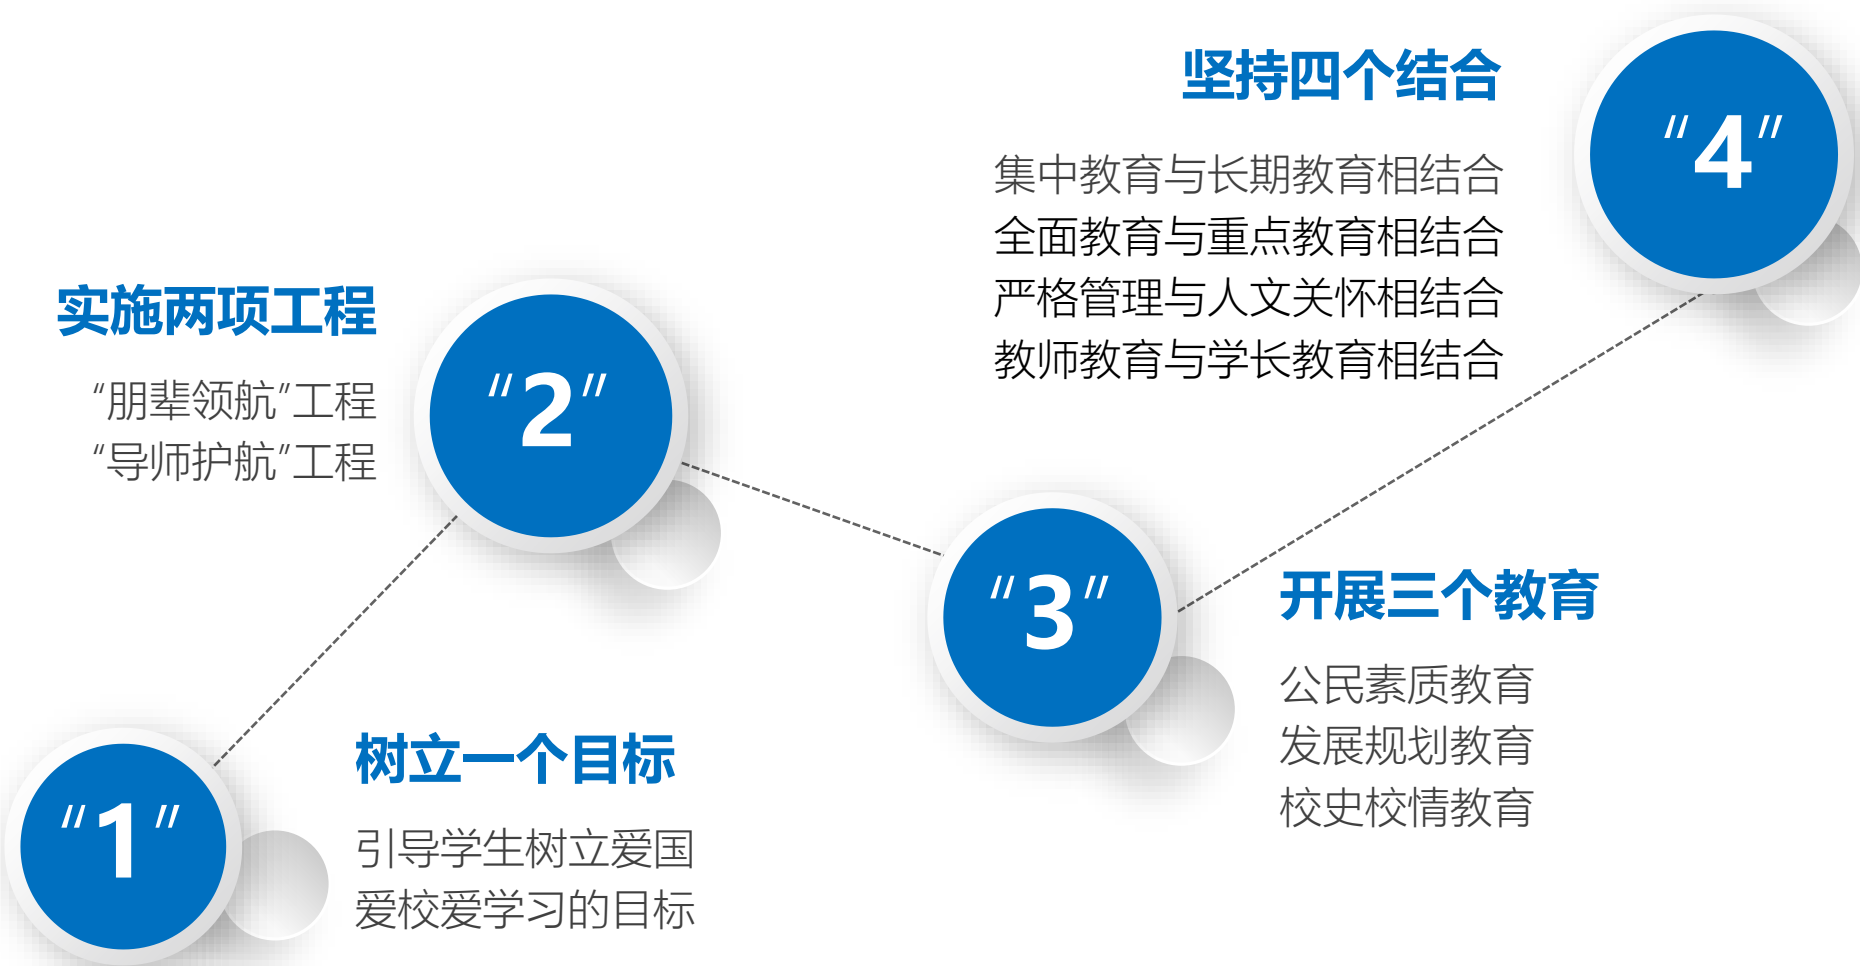 “1”
树立一个目标
引导学生树立爱国
爱校爱学习的目标
“2”
实施两项工程
“朋辈领航”工程
“导师护航”工程
“3”
开展三个教育
公民素质教育
发展规划教育
校史校情教育
“4”
坚持四个结合
集中教育与长期教育相结合
全面教育与重点教育相结合
严格管理与人文关怀相结合
教师教育与学长教育相结合